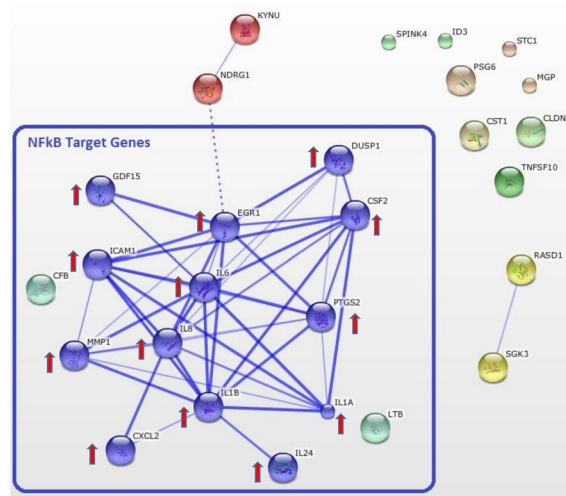 KYNU
SPINK4
ID3
STC1
PSG6
MGP
NDRG1
CST1
CLDN
NFkB Target Genes
DUSP1
TNFSF10
GDF15
EGR1
CSF2
ICAM1
RASD1
CFB
IL6
PTGS2
IL8
MMP1
SGK3
IL1B
IL1A
LTB
CXCL2
IL24